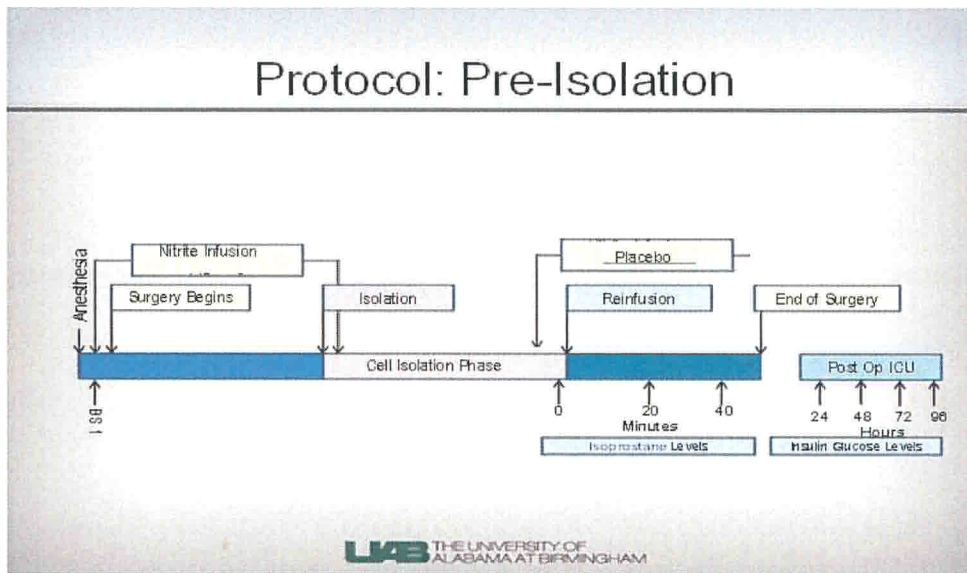 Protocol: Pre-Isolation
Anesthesia
Nitrite Infusion
Surgery Begins
Isolation
Placebo
Reinfusion
End of Surgery
Cell Isolation Phase
Post Op ICU
BS 1
0
20
40
Minutes
24
48
72
96
Hours
Isoprostane Levels
Insulin Glucose Levels
UAB THE UNIVERSITY OF
ALABAMA AT BIRMINGHAM